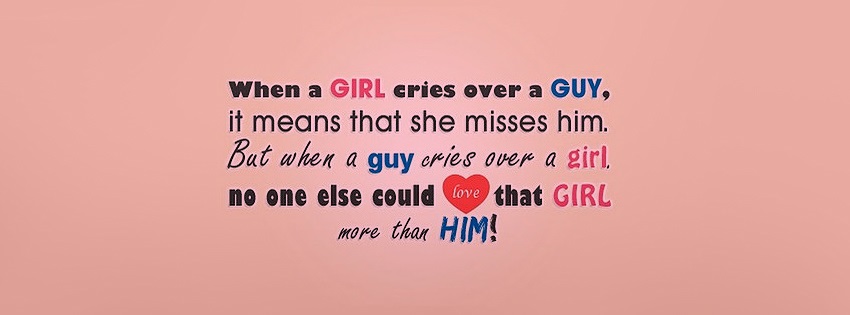 When a GIRL cries over a GUY,
it means that she misses him.
But when a guy cries over a girl,
no one else could love that GIRL
more than HIM!